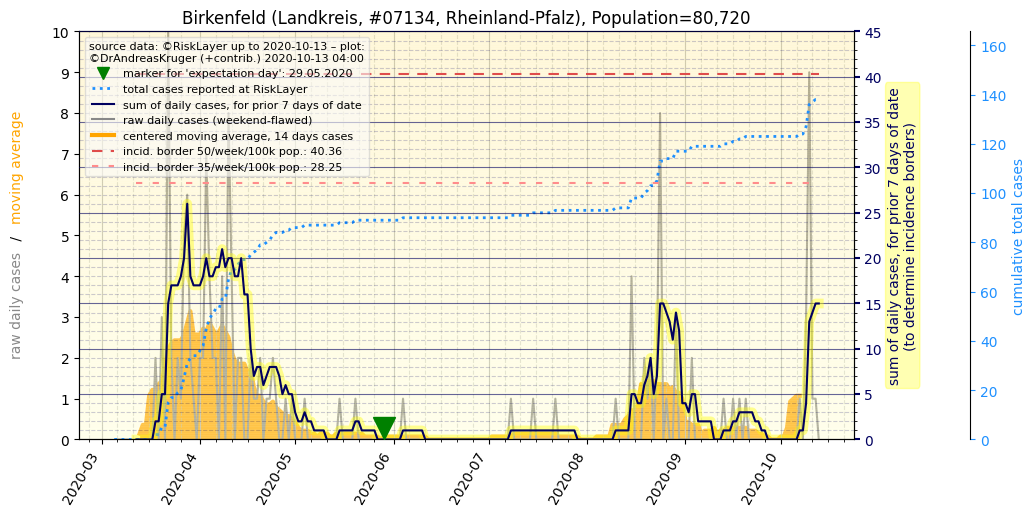 Birkenfeld (Landkreis, #07134, Rheinland-Pfalz), Population=80,720
source data: ©RiskLayer up to 2020-10-13 – plot:
©DrAndreasKruger (+contrib.) 2020-10-13 04:00
marker for 'expectation day': 29.05.2020
total cases reported at RiskLayer
sum of daily cases, for prior 7 days of date
raw daily cases (weekend-flawed)
centered moving average, 14 days cases
incid. border 50/week/100k pop.: 40.36
incid. border 35/week/100k pop.: 28.25
raw daily cases / moving average
10
9
8
7
6
5
4
3
2
1
0
2020-03
2020-04
2020-05
2020-06
2020-07
2020-08
2020-09
2020-10
45
40
35
30
25
20
15
10
5
0
sum of daily cases, for prior 7 days of date
(to determine incidence borders)
160
140
120
100
80
60
40
20
0
cumulative total cases